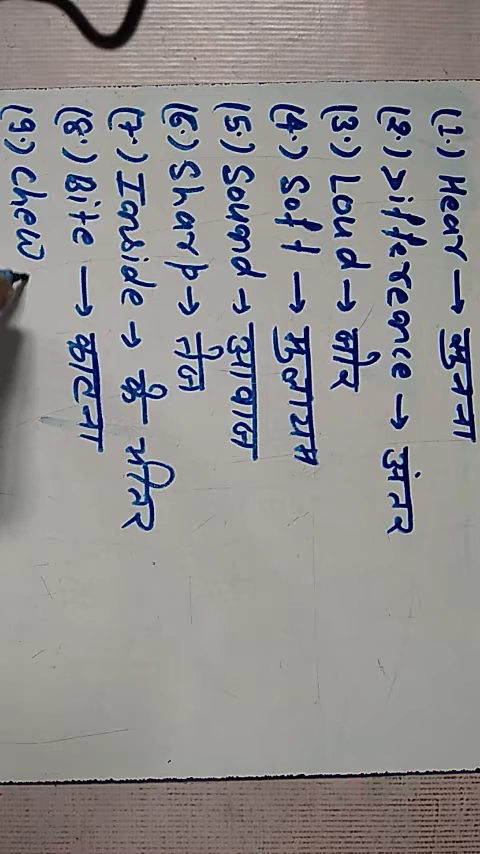 (1.) Hear → सुनना
(2.) Differeance → अंतर
(3.) Loud → जोर
(4.) Soft → मुलायम
(5.) Sound → आवाज
(6.) Sharp → तेज
(7.) Inside → के भीतर
(8.) Bite → काटना
(9.) Chew